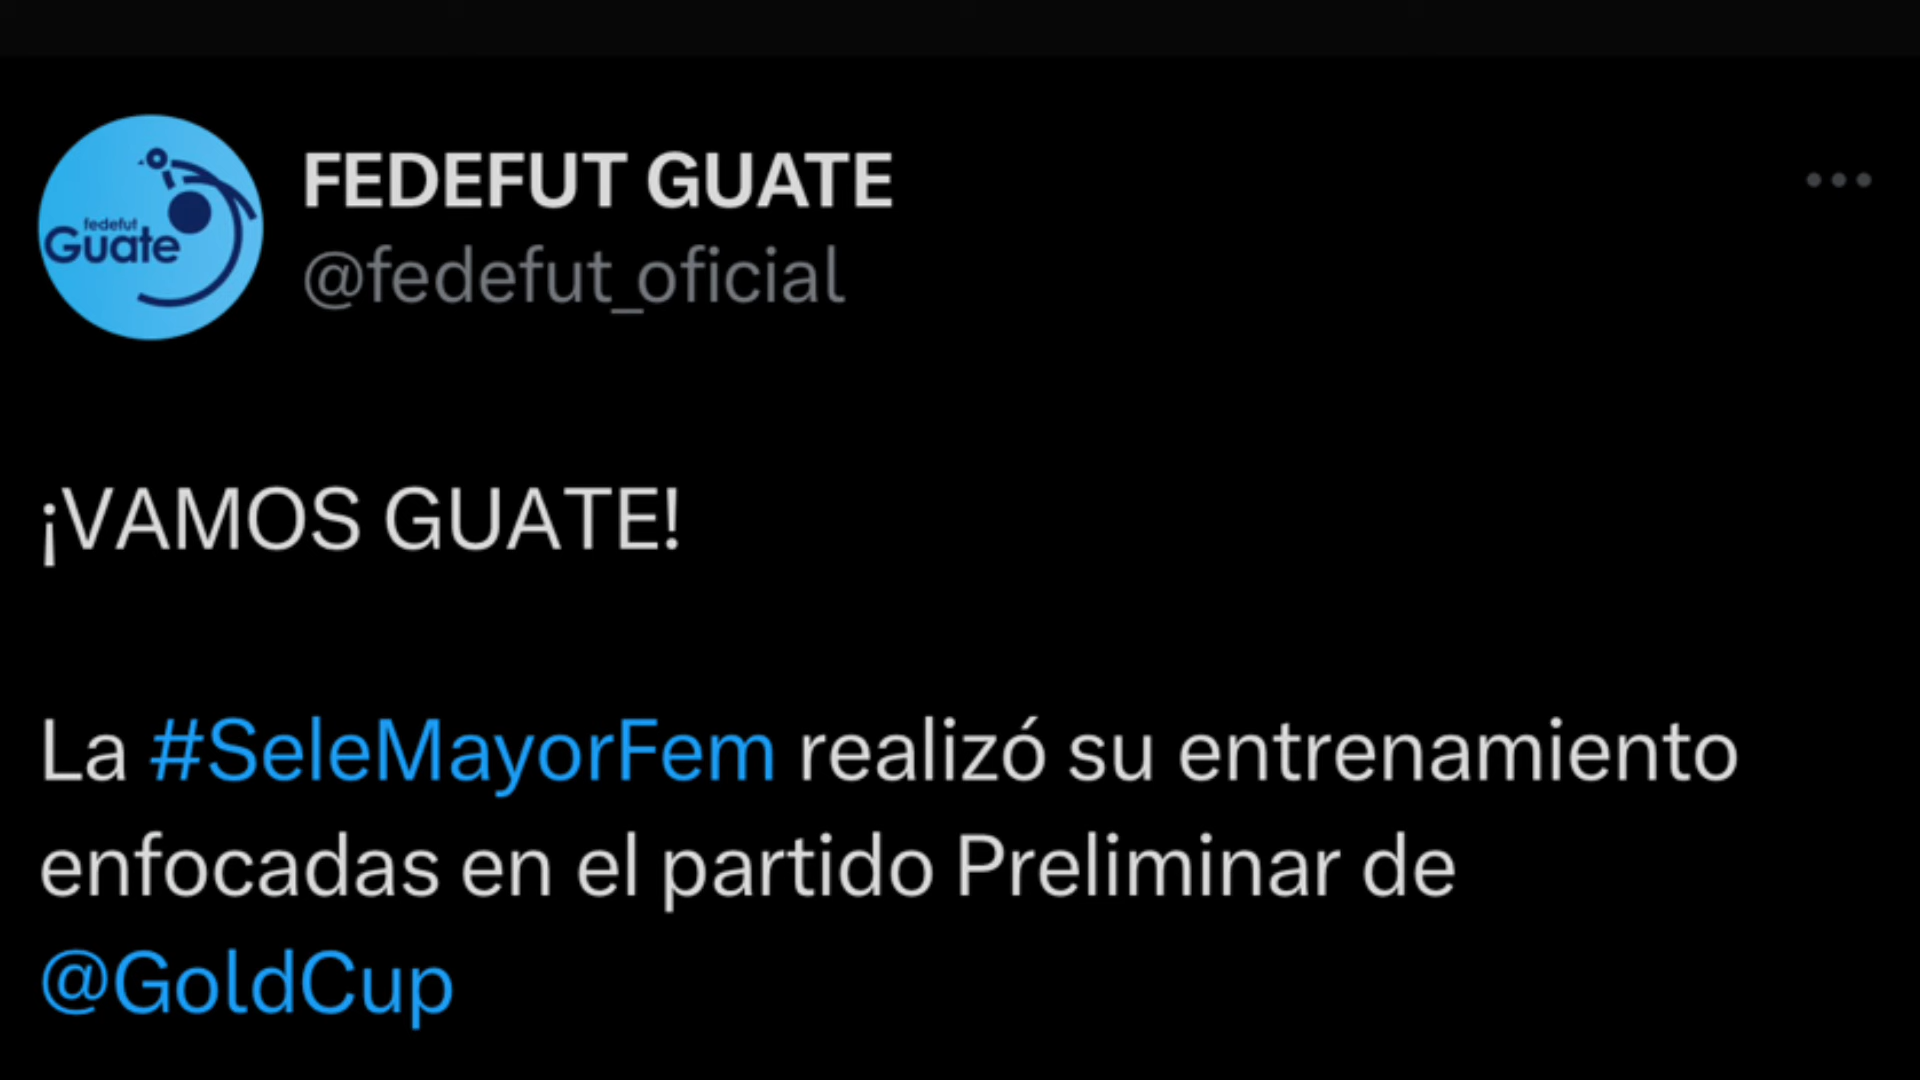 FEDEFUT GUATE
@fedefut_oficial
fedefut
Guate
¡VAMOS GUATE!
La #SeleMayorFem realizó su entrenamiento
enfocadas en el partido Preliminar de
@GoldCup